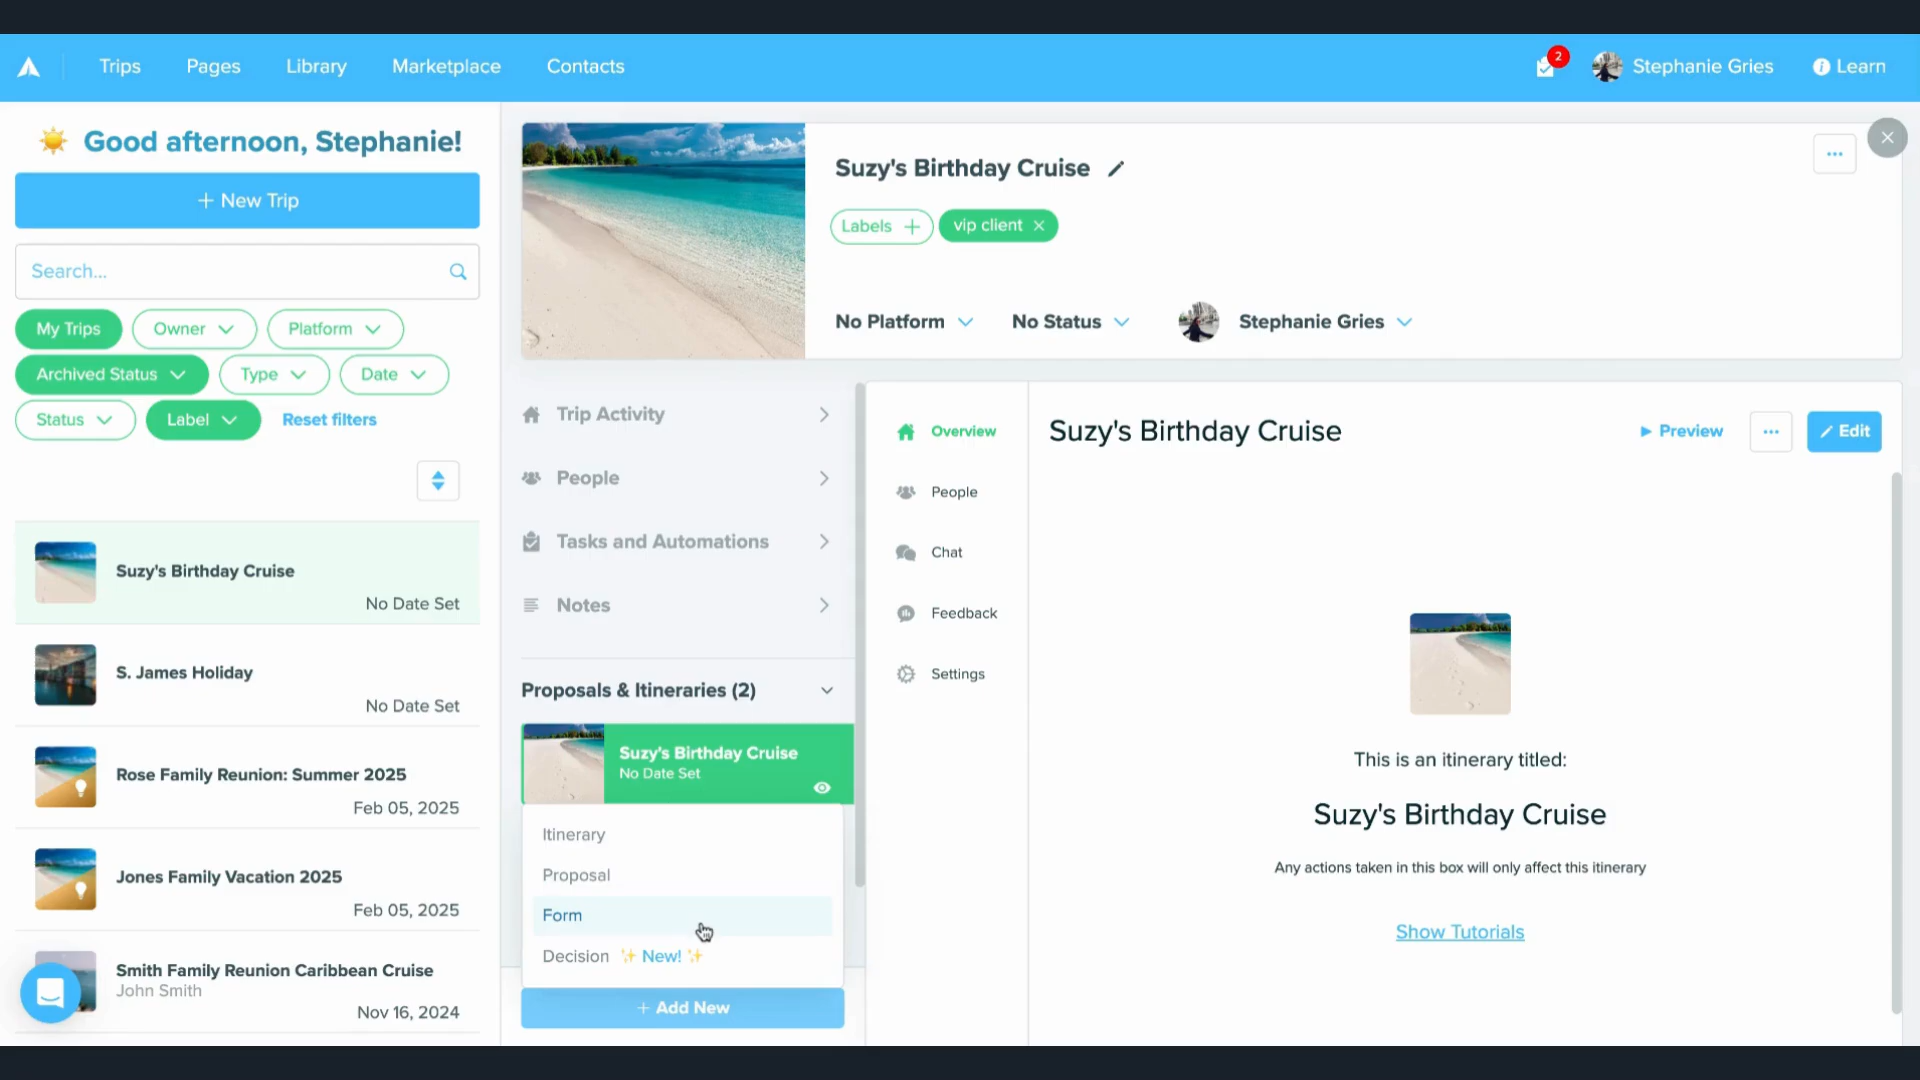 Trips
Pages
Library
Marketplace
Contacts
2
Stephanie Gries
Learn
Good afternoon, Stephanie!
+ New Trip
Search...
My Trips
Owner
Platform
Archived Status
Type
Date
Status
Label
Reset filters
Suzy's Birthday Cruise
No Date Set
S. James Holiday
No Date Set
Rose Family Reunion: Summer 2025
Feb 05, 2025
Jones Family Vacation 2025
Feb 05, 2025
Smith Family Reunion Caribbean Cruise
John Smith
Nov 16, 2024
Suzy's Birthday Cruise
Labels +
vip client ×
No Platform
No Status
Stephanie Gries
Trip Activity
People
Tasks and Automations
Notes
Proposals & Itineraries (2)
Suzy's Birthday Cruise
No Date Set
Itinerary
Proposal
Form
Decision ✨ New! ✨
+ Add New
Overview
People
Chat
Feedback
Settings
Suzy's Birthday Cruise
Preview
Edit
This is an itinerary titled:
Suzy's Birthday Cruise
Any actions taken in this box will only affect this itinerary
Show Tutorials